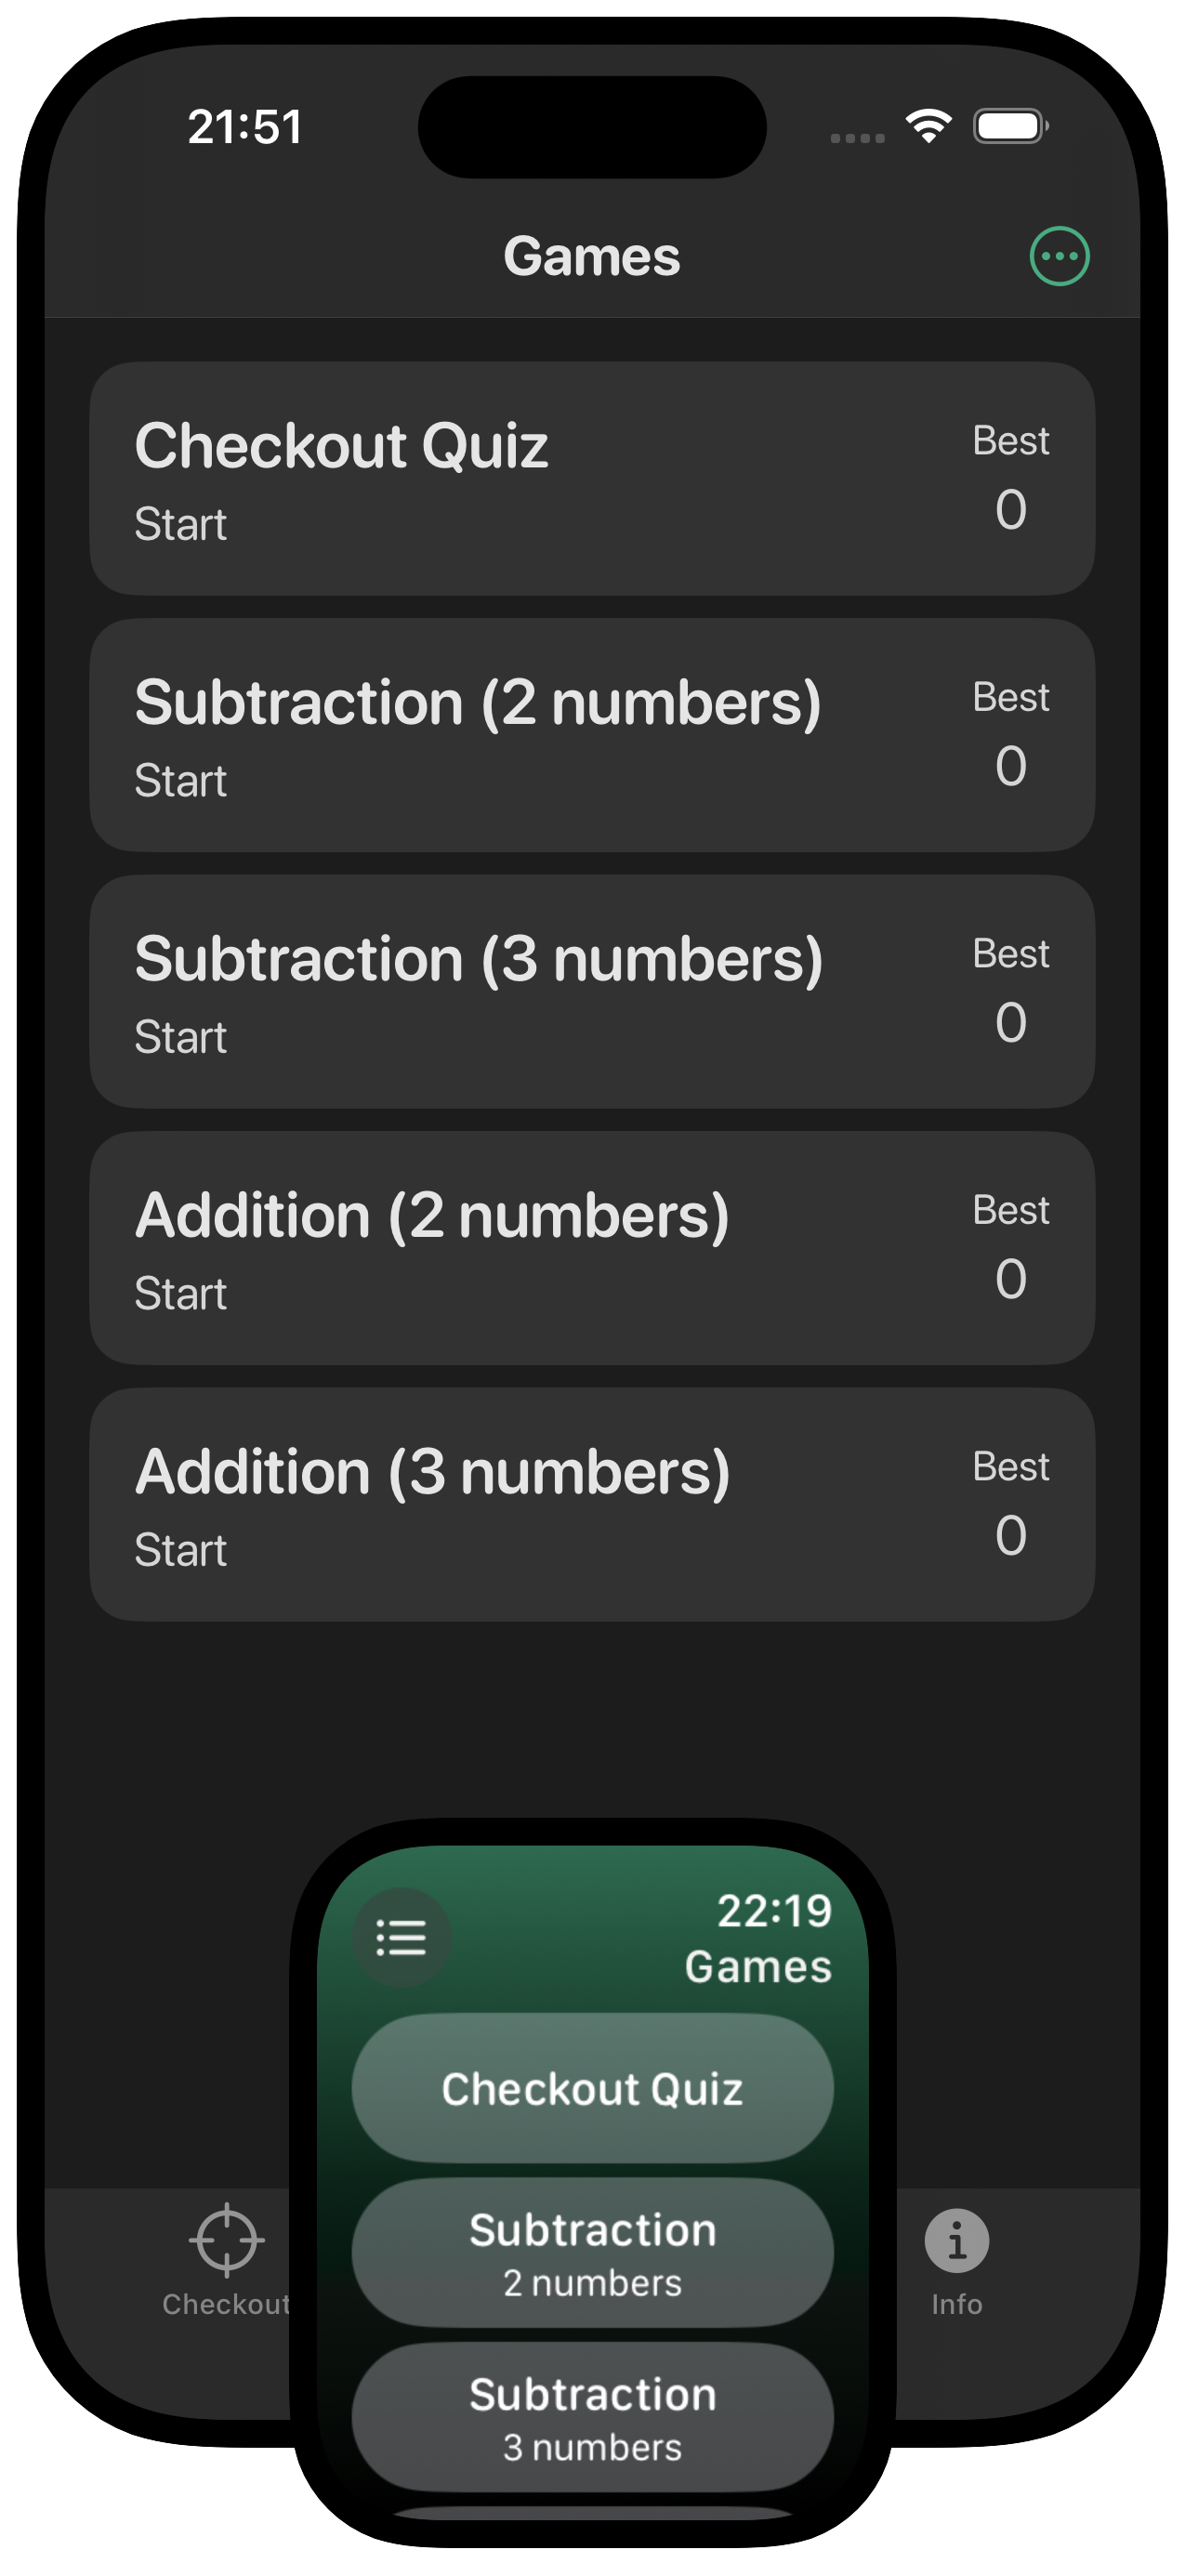 21:51
Games
Checkout Quiz
Start
Best
0
Subtraction (2 numbers)
Start
Best
0
Subtraction (3 numbers)
Start
Best
0
Addition (2 numbers)
Start
Best
0
Addition (3 numbers)
Start
Best
0
Checkout
Info
22:19
Games
Checkout Quiz
Subtraction
2 numbers
Subtraction
3 numbers